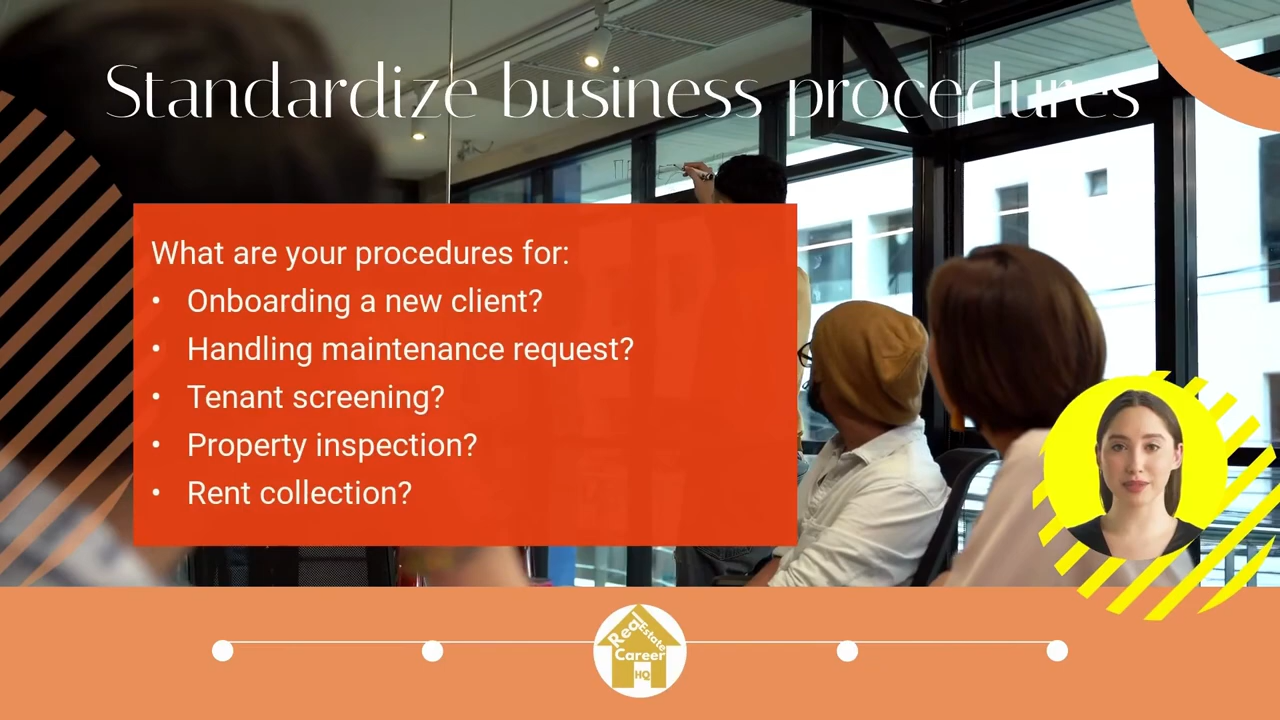 Standardize business procedures
What are your procedures for:
• Onboarding a new client?
• Handling maintenance request?
• Tenant screening?
• Property inspection?
• Rent collection?
Real
Estate
Career
HQ